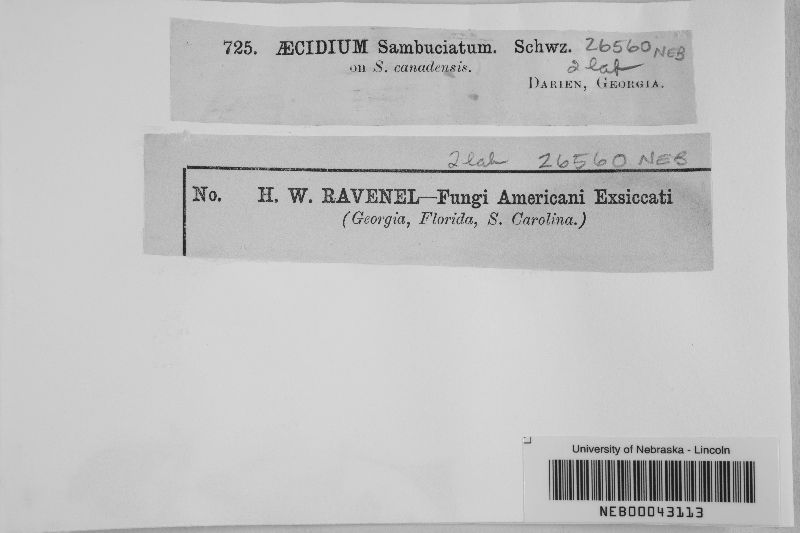 725. ÆCIDIUM Sambuciatum. Schwz. 26560 NEB
on S. canadensis. 2 lab
DARIEN, GEORGIA.
2 lab 26560 NEB
No. H. W. RAVENEL—Fungi Americani Exsiccati
(Georgia, Florida, S. Carolina.)
University of Nebraska - Lincoln
NEB00043113